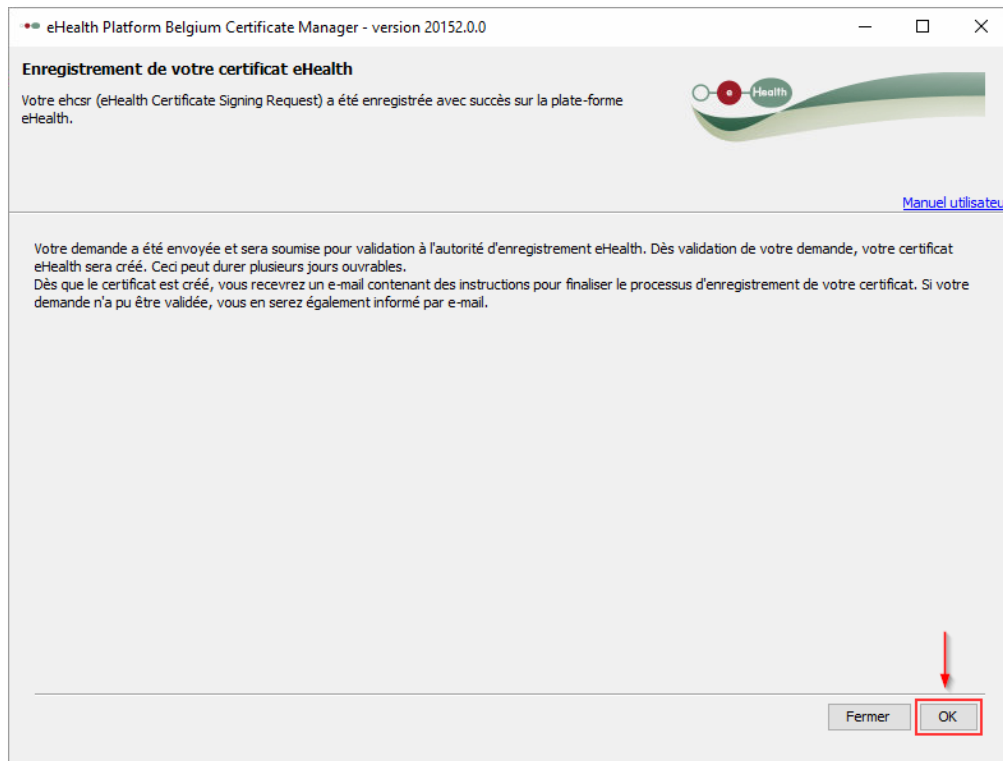 eHealth Platform Belgium Certificate Manager - version 20152.0.0
Enregistrement de votre certificat eHealth
Votre ehcsr (eHealth Certificate Signing Request) a été enregistrée avec succès sur la plate-forme
eHealth.
e Health
Manuel utilisateu
Votre demande a été envoyée et sera soumise pour validation à l'autorité d'enregistrement eHealth. Dès validation de votre demande, votre certificat
eHealth sera créé. Ceci peut durer plusieurs jours ouvrables.
Dès que le certificat est créé, vous recevrez un e-mail contenant des instructions pour finaliser le processus d'enregistrement de votre certificat. Si votre
demande n'a pu être validée, vous en serez également informé par e-mail.
Fermer OK